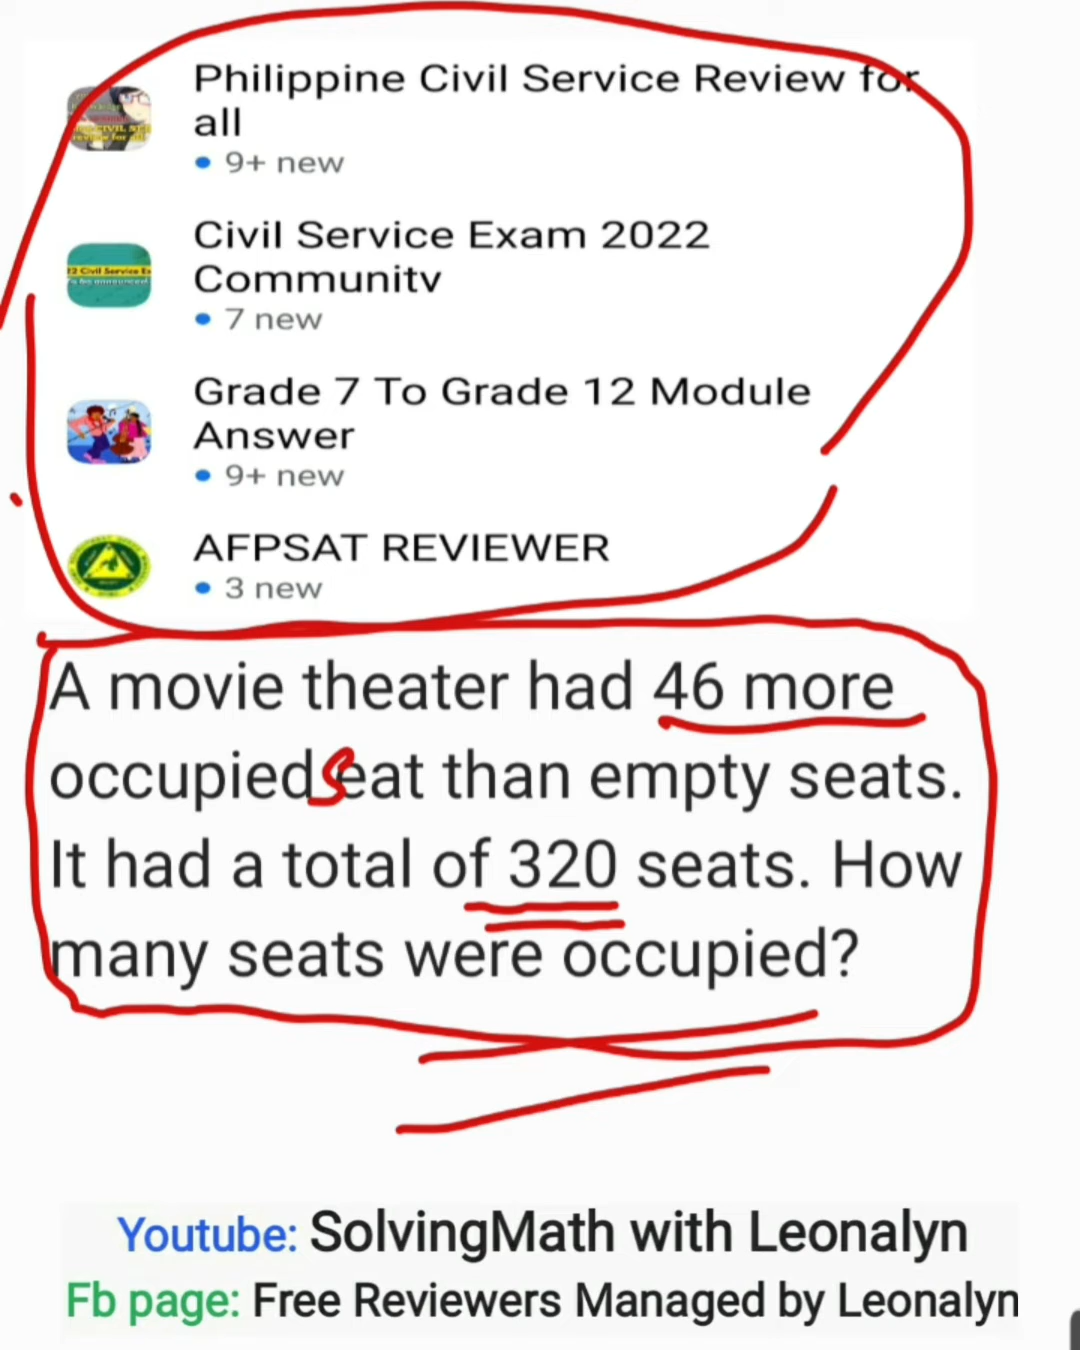 Philippine Civil Service Review for
all
• 9+ new
Civil Service Exam 2022
Community
• 7 new
Grade 7 To Grade 12 Module
Answer
• 9+ new
AFPSAT REVIEWER
• 3 new
A movie theater had 46 more
occupied seat than empty seats.
It had a total of 320 seats. How
many seats were occupied?
Youtube: SolvingMath with Leonalyn
Fb page: Free Reviewers Managed by Leonalyn